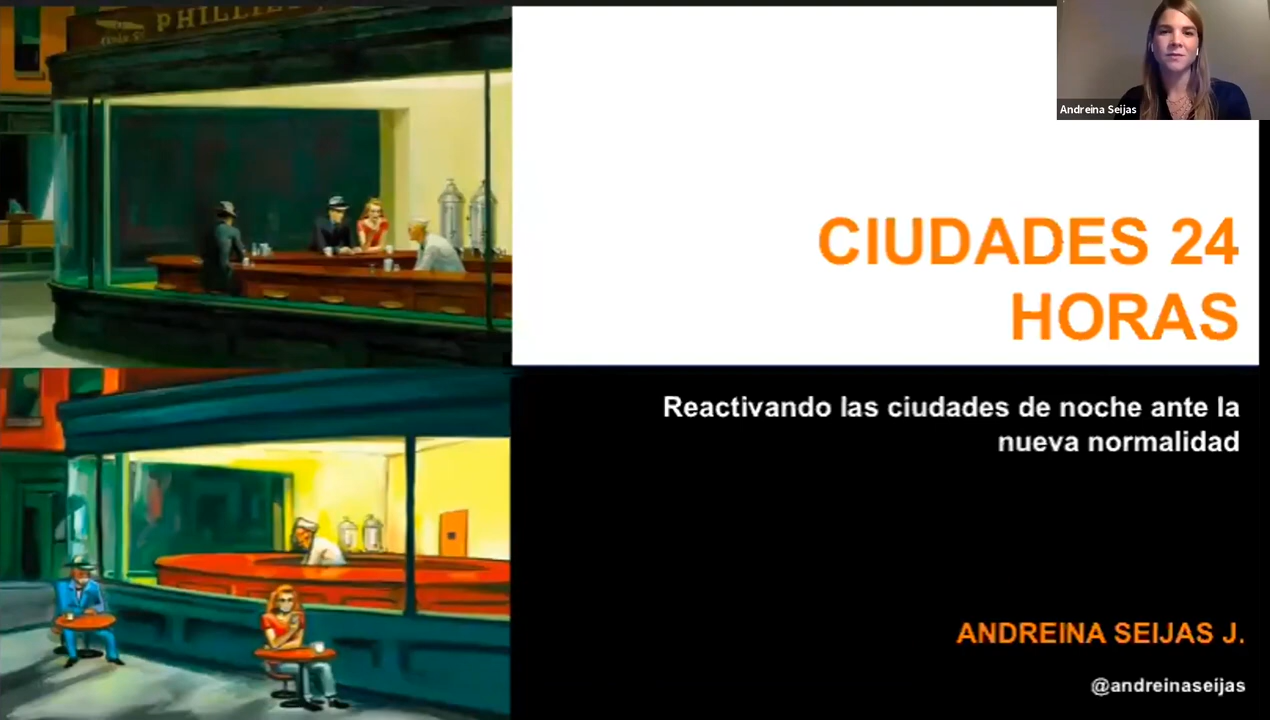 PHILLIES
Andreina Seijas
CIUDADES 24
HORAS
Reactivando las ciudades de noche ante la
nueva normalidad
ANDREINA SEIJAS J.
@andreinaseijas